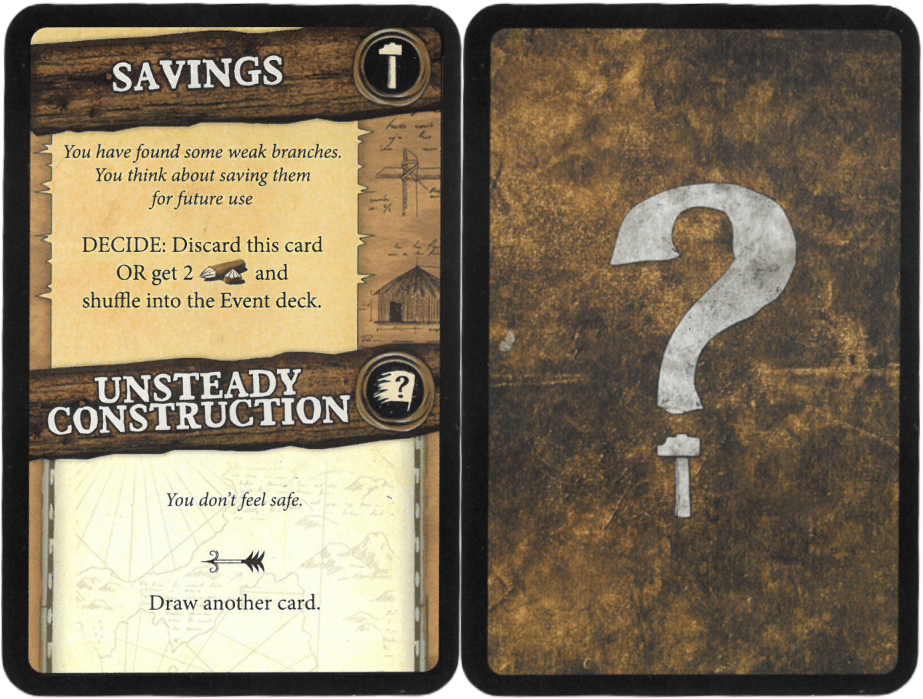 SAVINGS
You have found some weak branches.
You think about saving them
for future use
DECIDE: Discard this card
OR get 2 and
shuffle into the Event deck.
?
UNSTEADY
CONSTRUCTION
You don't feel safe.
Draw another card.
?